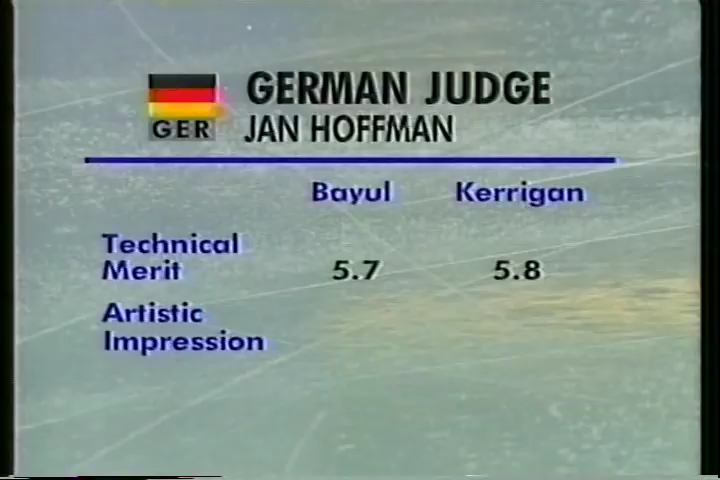 GER
GERMAN JUDGE
JAN HOFFMAN
Bayul Kerrigan
Technical
Merit 5.7 5.8
Artistic
Impression